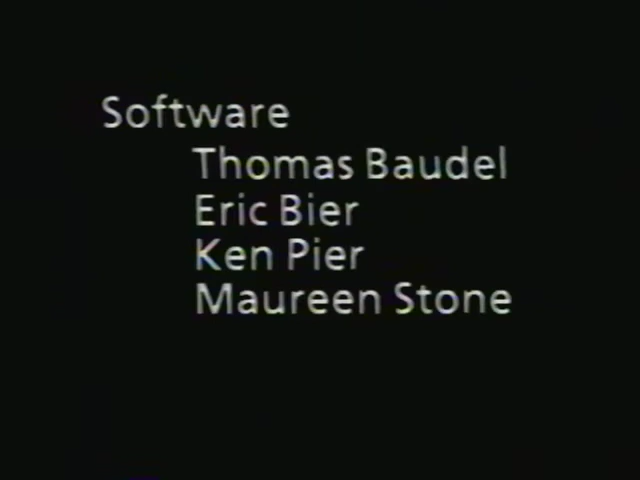 Software
Thomas Baudel
Eric Bier
Ken Pier
Maureen Stone